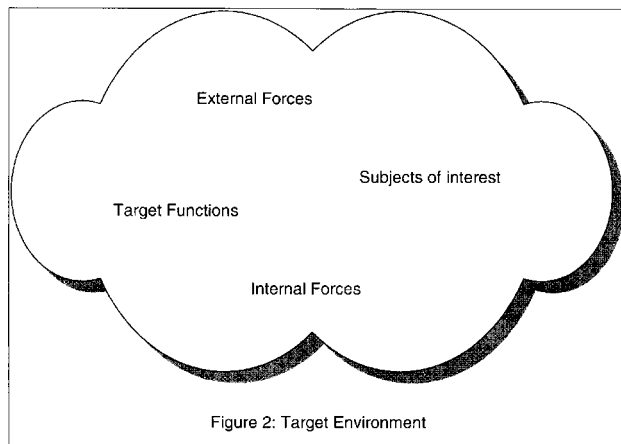 External Forces
Subjects of interest
Target Functions
Internal Forces
Figure 2: Target Environment